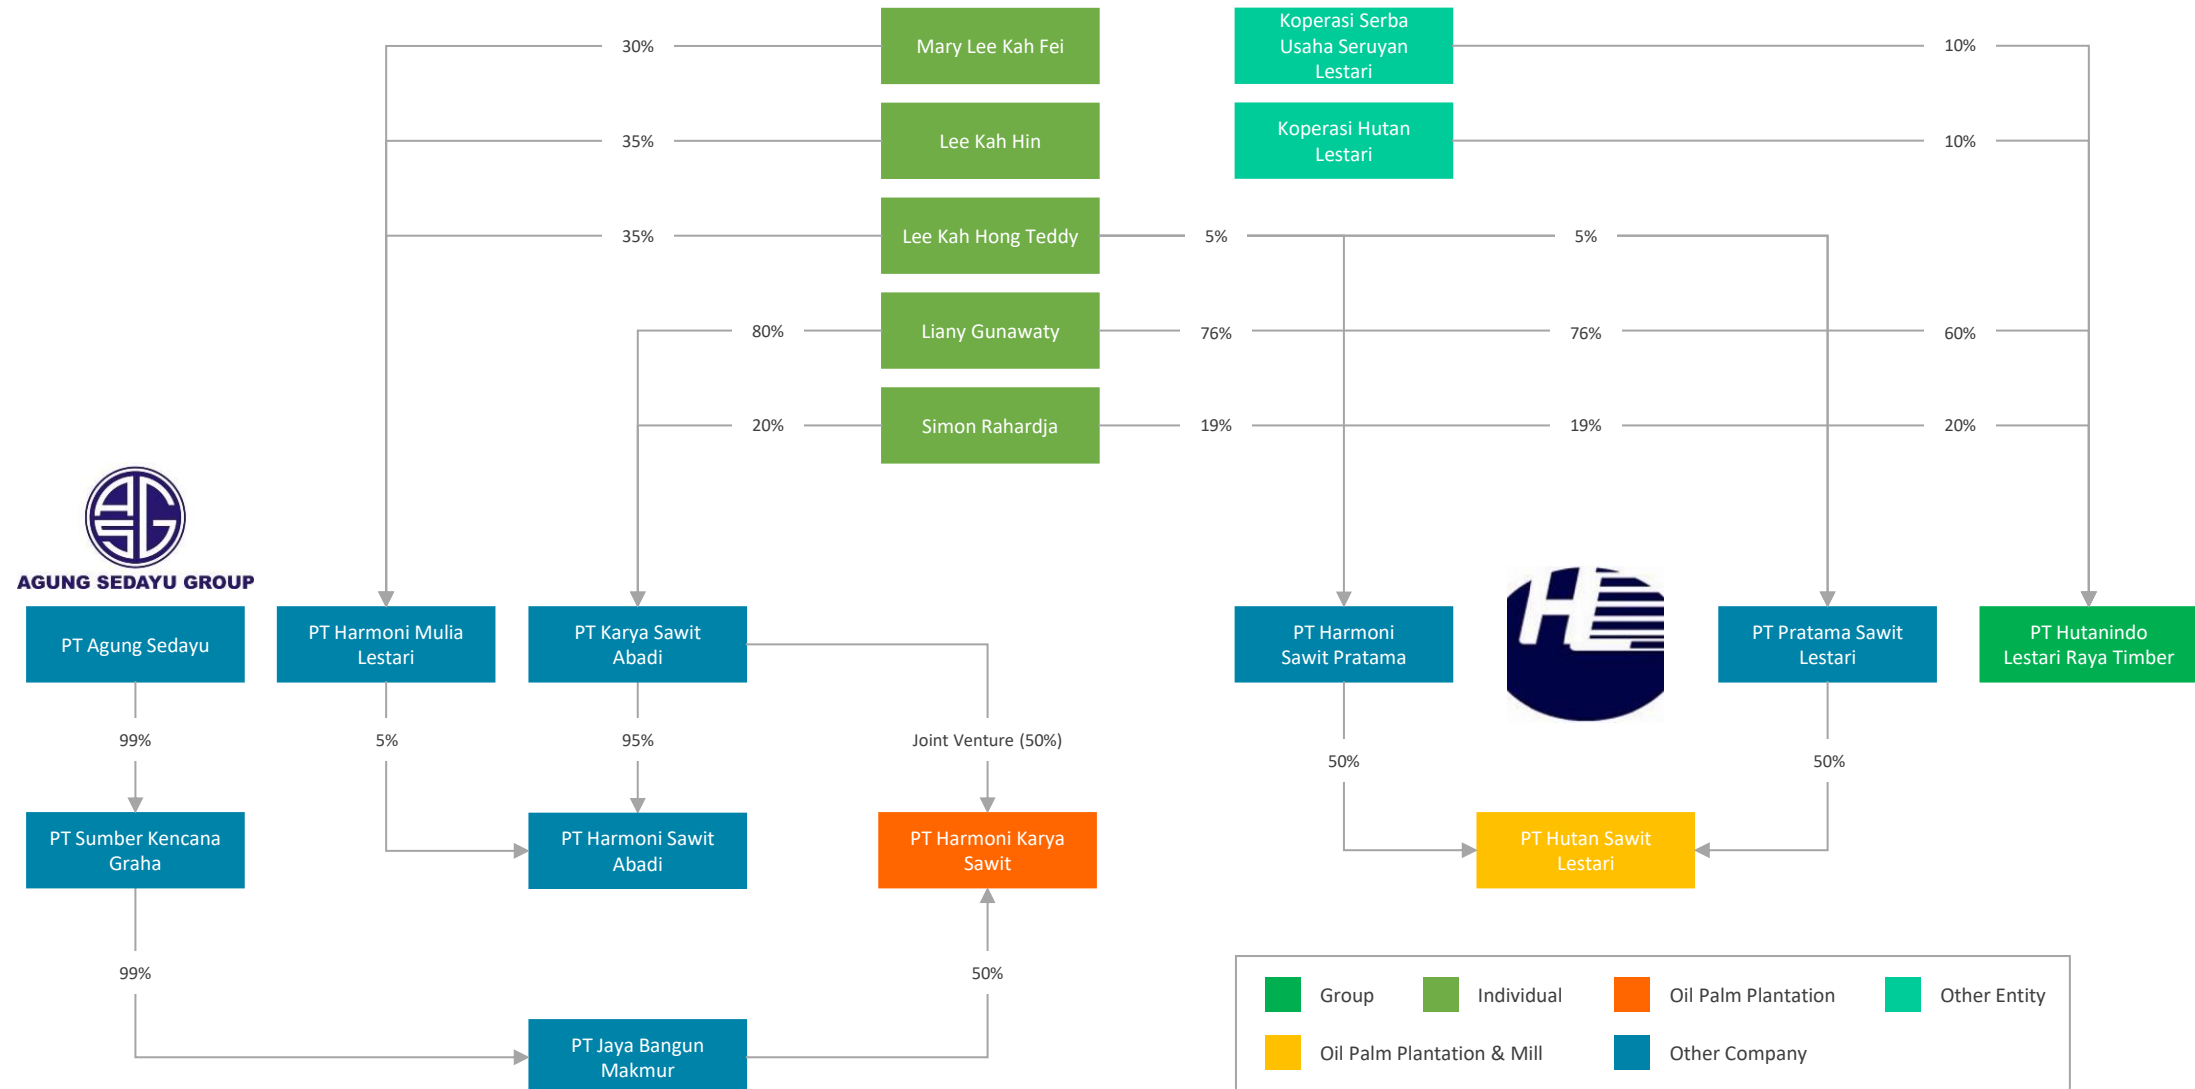 30%
Mary Lee Kah Fei
Koperasi Serba
Usaha Seruyan
Lestari
10%
35%
Lee Kah Hin
Koperasi Hutan
Lestari
10%
35%
Lee Kah Hong Teddy
5%
5%
80%
Liany Gunawaty
76%
76%
60%
20%
Simon Rahardja
19%
19%
20%
AGUNG SEDAYU GROUP
PT Agung Sedayu
PT Harmoni Mulia
Lestari
PT Karya Sawit
Abadi
PT Harmoni
Sawit Pratama
PT Pratama Sawit
Lestari
PT Hutanindo
Lestari Raya Timber
99%
5%
95%
Joint Venture (50%)
50%
50%
PT Sumber Kencana
Graha
PT Harmoni Sawit
Abadi
PT Harmoni Karya
Sawit
PT Hutan Sawit
Lestari
99%
50%
PT Jaya Bangun
Makmur
Group
Individual
Oil Palm Plantation
Other Entity
Oil Palm Plantation & Mill
Other Company